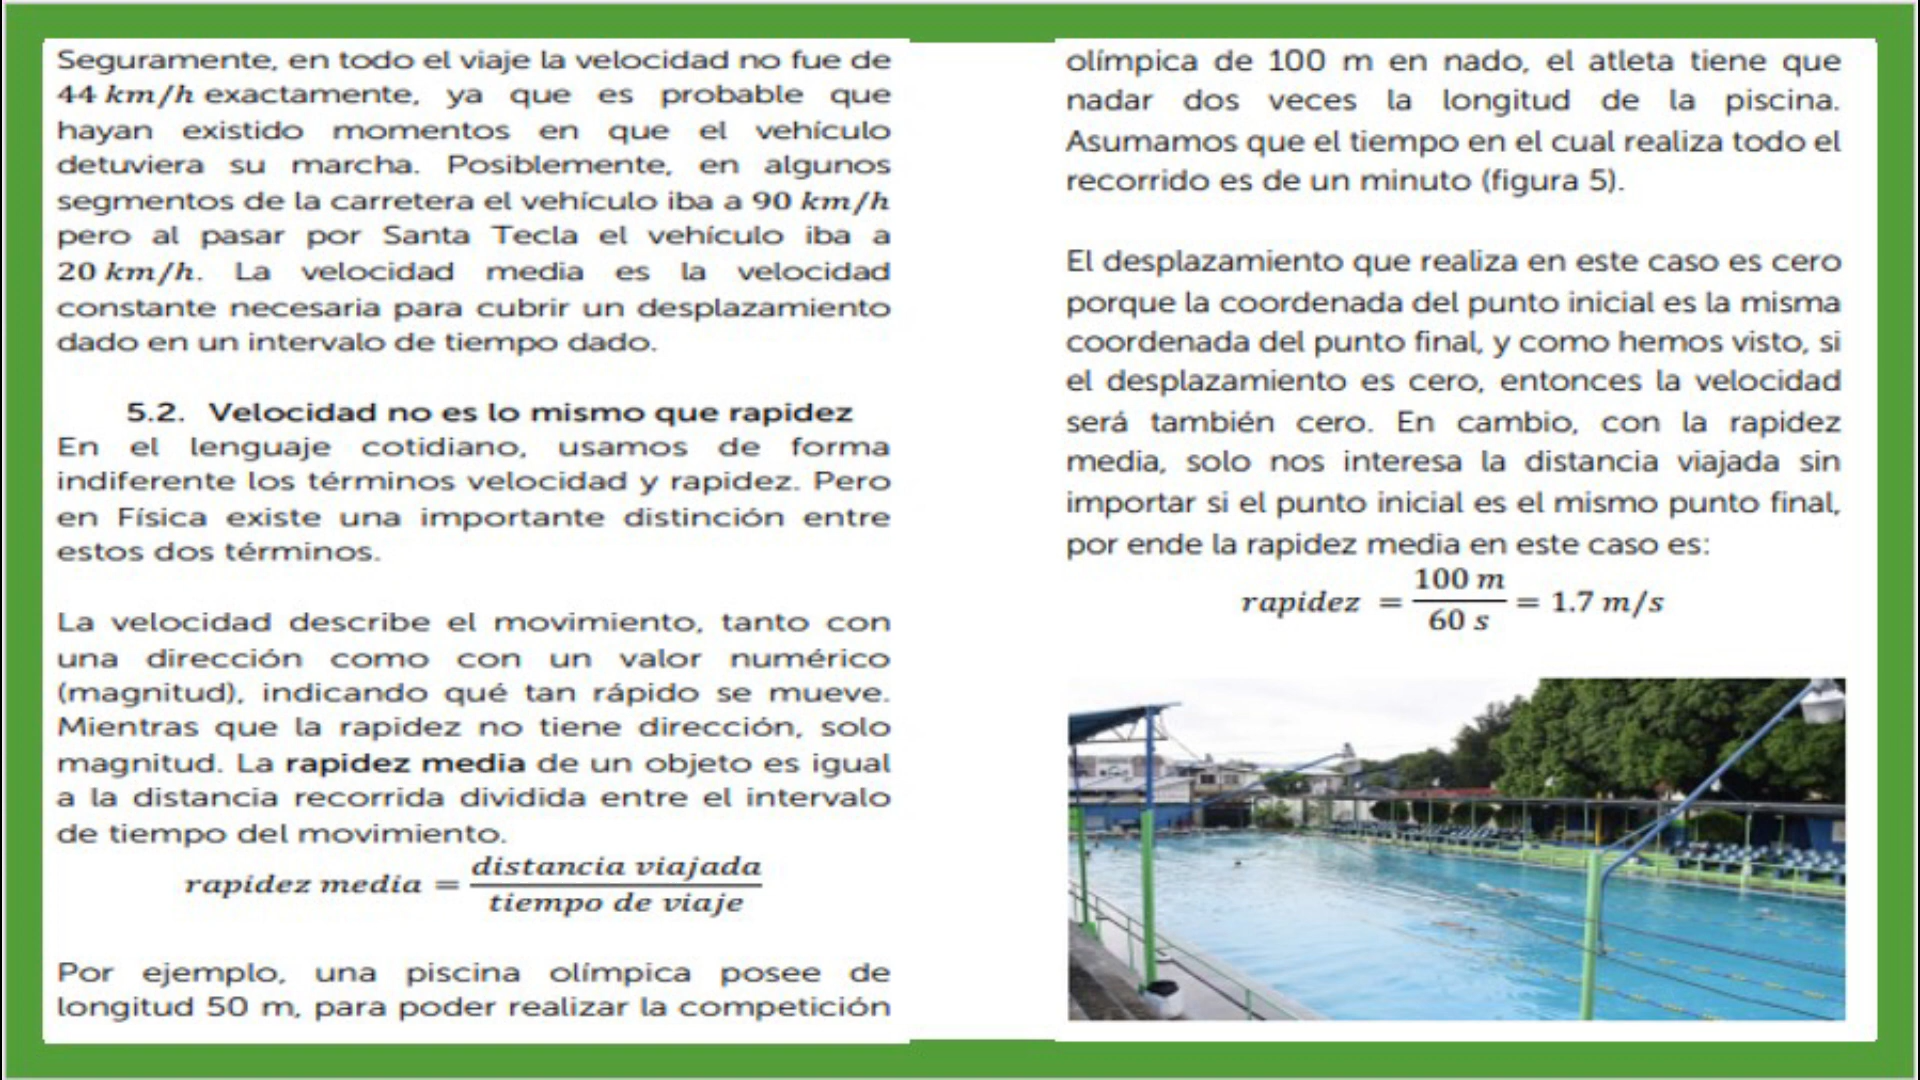 Seguramente, en todo el viaje la velocidad no fue de
44 km/h exactamente, ya que es probable que
hayan existido momentos en que el vehículo
detuviera su marcha. Posiblemente, en algunos
segmentos de la carretera el vehículo iba a 90 km/h
pero al pasar por Santa Tecla el vehículo iba a
20 km/h. La velocidad media es la velocidad
constante necesaria para cubrir un desplazamiento
dado en un intervalo de tiempo dado.
5.2. Velocidad no es lo mismo que rapidez
En el lenguaje cotidiano, usamos de forma
indiferente los términos velocidad y rapidez. Pero
en Física existe una importante distinción entre
estos dos términos.
La velocidad describe el movimiento, tanto con
una dirección como con un valor numérico
(magnitud), indicando qué tan rápido se mueve.
Mientras que la rapidez no tiene dirección, solo
magnitud. La rapidez media de un objeto es igual
a la distancia recorrida dividida entre el intervalo
de tiempo del movimiento.
rapidez media = distancia viajada / tiempo de viaje
Por ejemplo, una piscina olímpica posee de
longitud 50 m, para poder realizar la competición
olímpica de 100 m en nado, el atleta tiene que
nadar dos veces la longitud de la piscina.
Asumamos que el tiempo en el cual realiza todo el
recorrido es de un minuto (figura 5).
El desplazamiento que realiza en este caso es cero
porque la coordenada del punto inicial es la misma
coordenada del punto final, y como hemos visto, si
el desplazamiento es cero, entonces la velocidad
será también cero. En cambio, con la rapidez
media, solo nos interesa la distancia viajada sin
importar si el punto inicial es el mismo punto final,
por ende la rapidez media en este caso es:
rapidez = 100 m / 60 s = 1.7 m/s